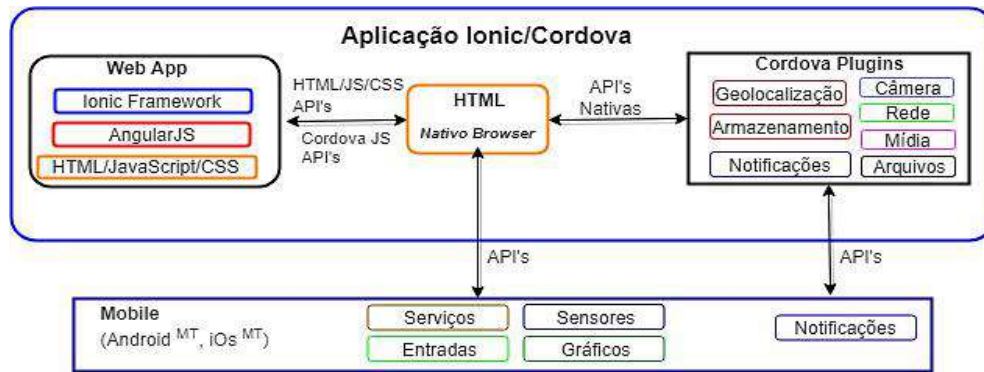 Aplicação Ionic/Cordova
Web App
Ionic Framework
AngularJS
HTML/JavaScript/CSS
HTML/JS/CSS
API's
Cordova JS
API's
HTML
Nativo Browser
API's
Nativas
Cordova Plugins
Geolocalização
Câmera
Rede
Armazenamento
Mídia
Notificações
Arquivos
API's
API's
Mobile
(Android MT, iOs MT)
Serviços
Sensores
Entradas
Gráficos
Notificações